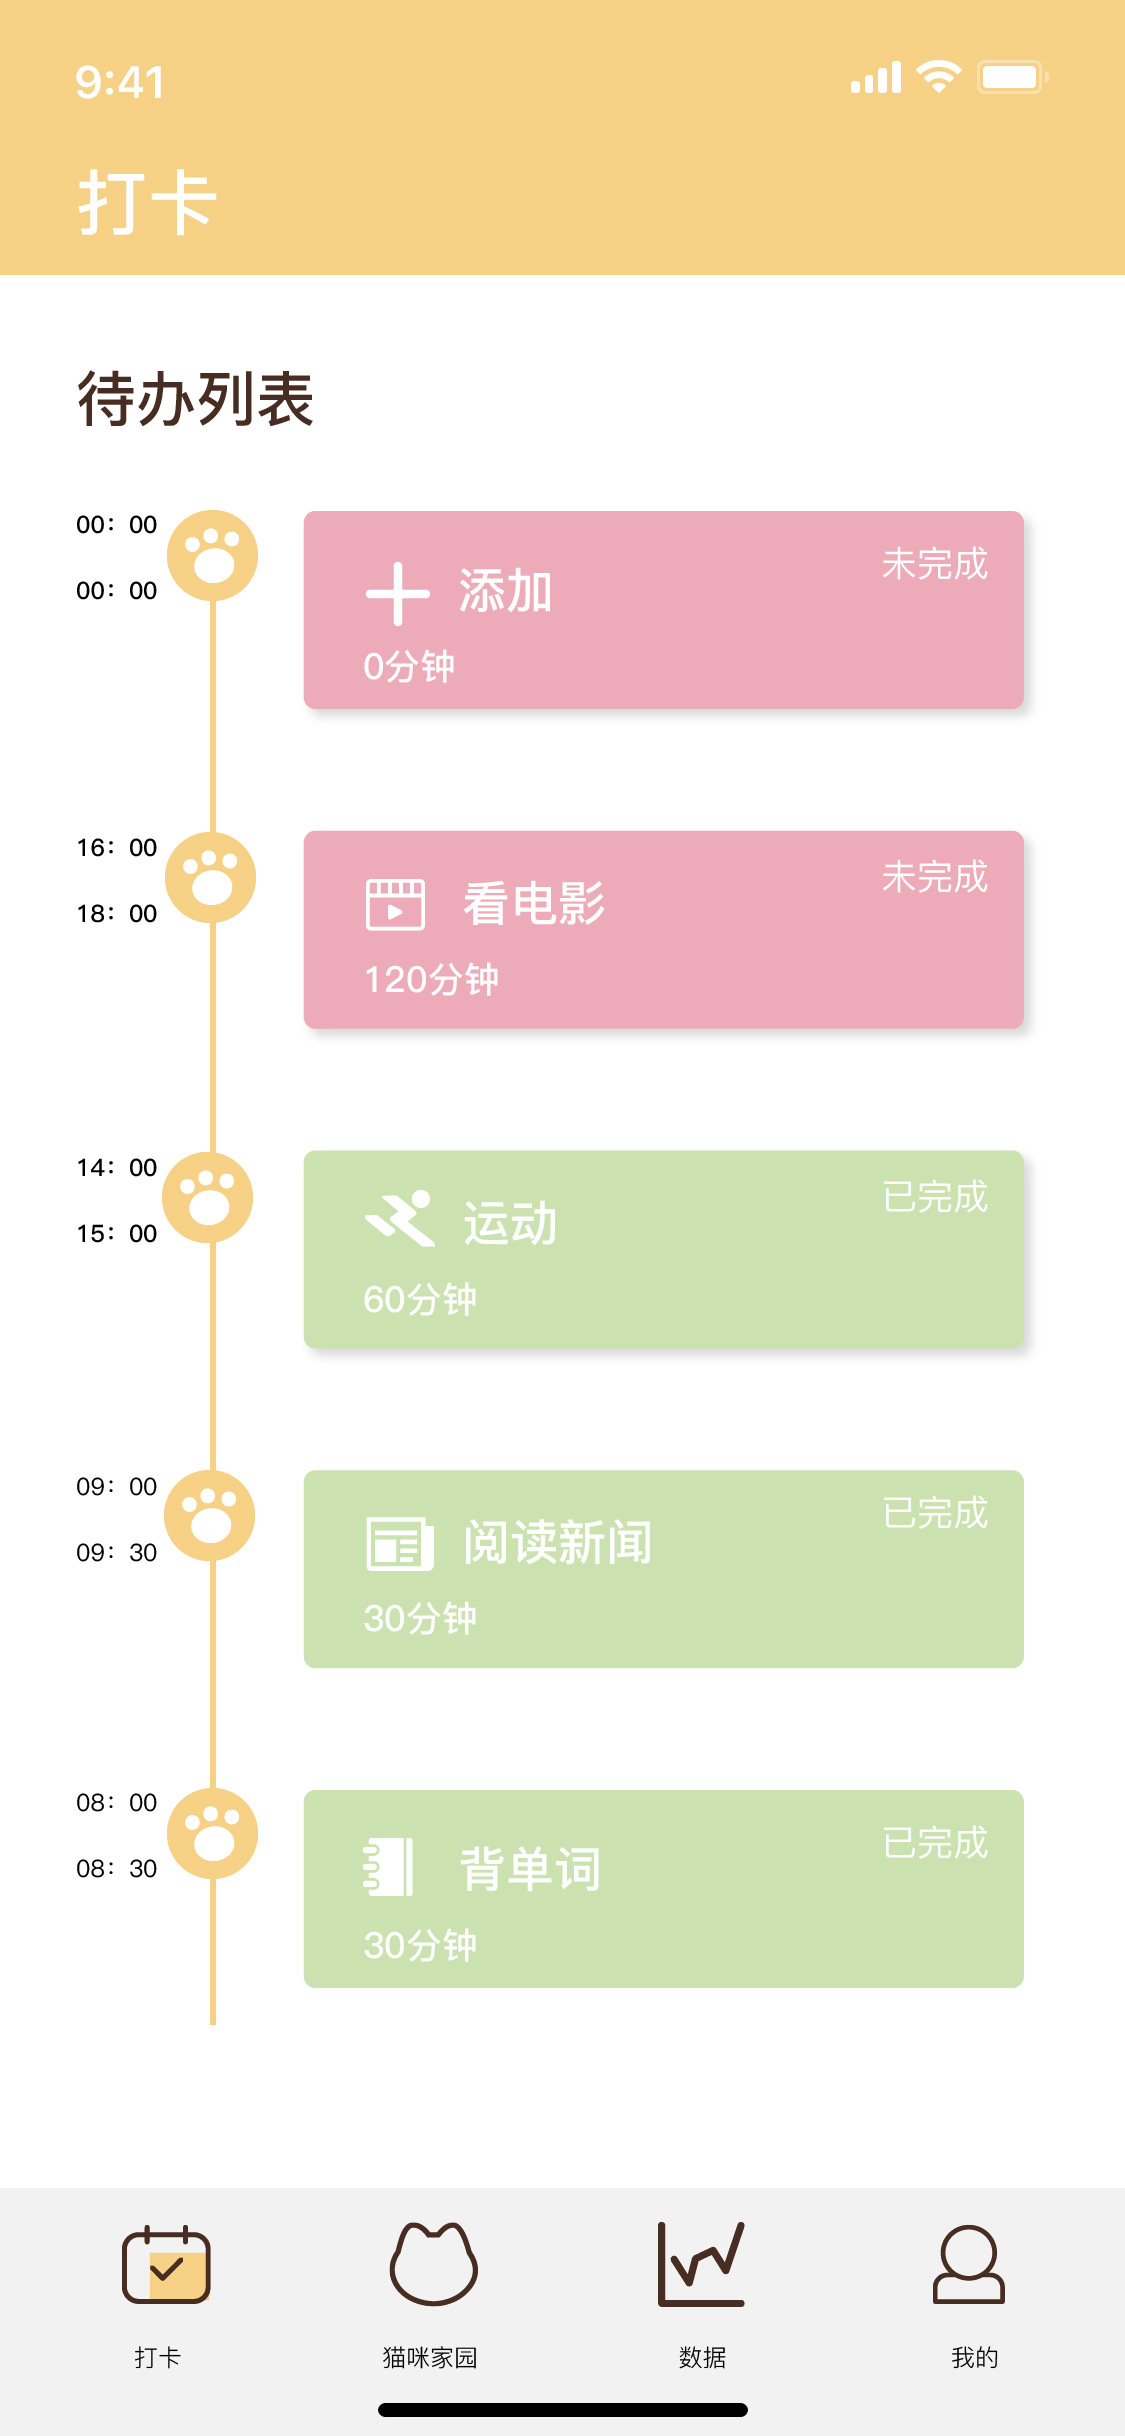 9:41
打卡
待办列表
00：00
00：00
添加
未完成
0分钟
16：00
18：00
看电影
未完成
120分钟
14：00
15：00
运动
已完成
60分钟
09：00
09：30
阅读新闻
已完成
30分钟
08：00
08：30
背单词
已完成
30分钟
打卡
猫咪家园
数据
我的